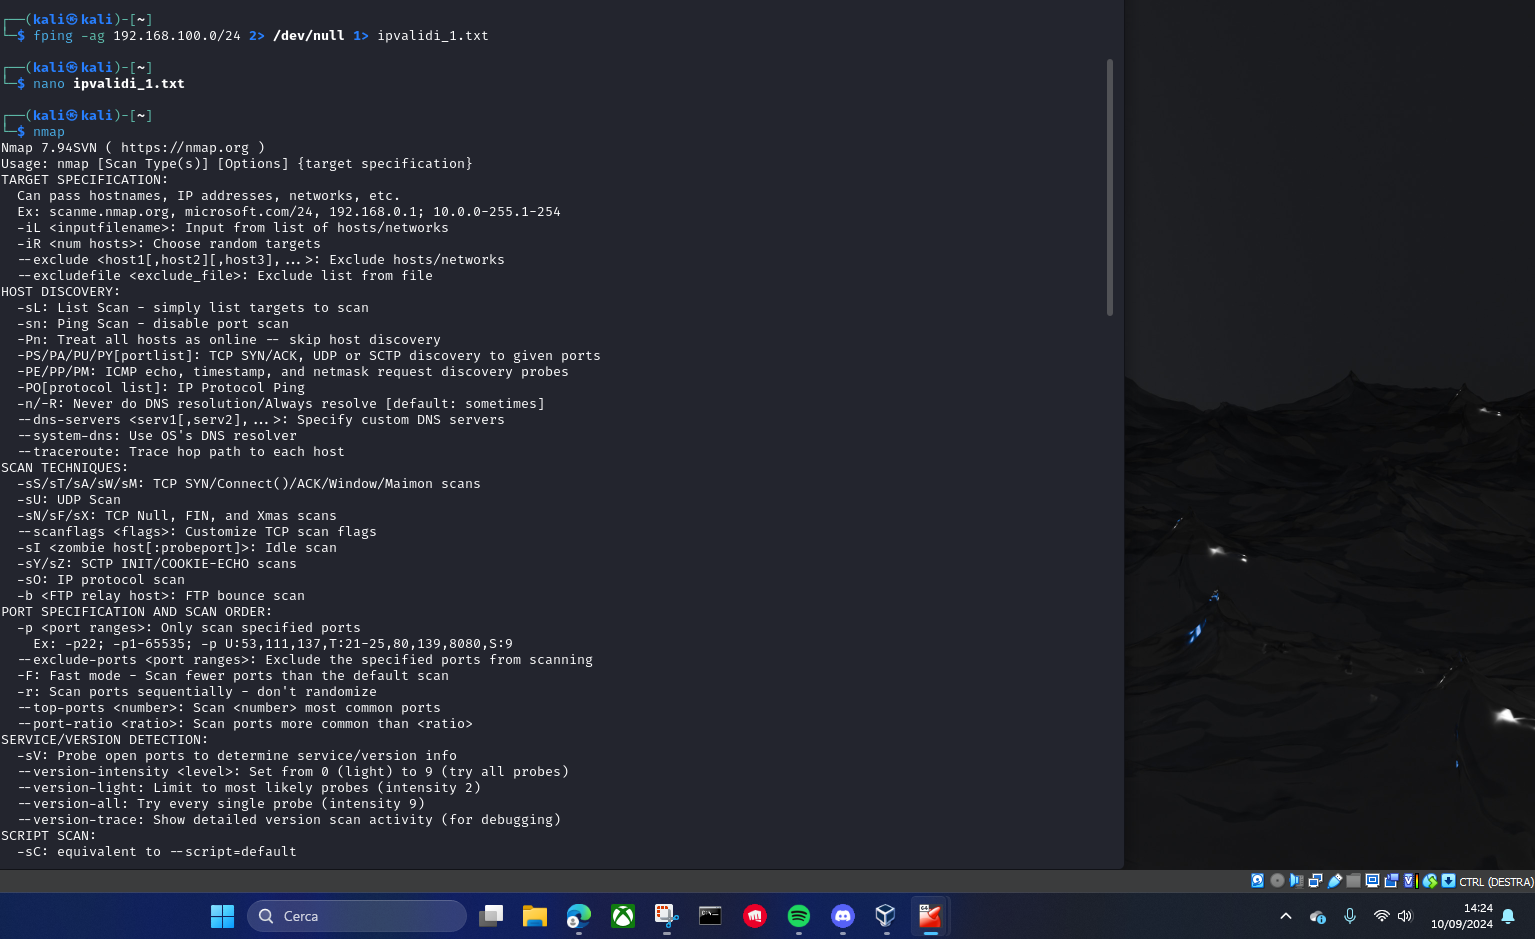 ┌──(kali㉿kali)-[~]
└─$ fping -ag 192.168.100.0/24 2> /dev/null 1> ipvalidi_1.txt
┌──(kali㉿kali)-[~]
└─$ nano ipvalidi_1.txt
┌──(kali㉿kali)-[~]
└─$ nmap
Nmap 7.94SVN ( https://nmap.org )
Usage: nmap [Scan Type(s)] [Options] {target specification}
TARGET SPECIFICATION:
  Can pass hostnames, IP addresses, networks, etc.
  Ex: scanme.nmap.org, microsoft.com/24, 192.168.0.1; 10.0.0-255.1-254
  -iL <inputfilename>: Input from list of hosts/networks
  -iR <num hosts>: Choose random targets
  --exclude <host1[,host2][,host3],...>: Exclude hosts/networks
  --excludefile <exclude_file>: Exclude list from file
HOST DISCOVERY:
  -sL: List Scan - simply list targets to scan
  -sn: Ping Scan - disable port scan
  -Pn: Treat all hosts as online -- skip host discovery
  -PS/PA/PU/PY[portlist]: TCP SYN/ACK, UDP or SCTP discovery to given ports
  -PE/PP/PM: ICMP echo, timestamp, and netmask request discovery probes
  -PO[protocol list]: IP Protocol Ping
  -n/-R: Never do DNS resolution/Always resolve [default: sometimes]
  --dns-servers <serv1[,serv2],...>: Specify custom DNS servers
  --system-dns: Use OS's DNS resolver
  --traceroute: Trace hop path to each host
SCAN TECHNIQUES:
  -sS/sT/sA/sW/sM: TCP SYN/Connect()/ACK/Window/Maimon scans
  -sU: UDP Scan
  -sN/sF/sX: TCP Null, FIN, and Xmas scans
  --scanflags <flags>: Customize TCP scan flags
  -sI <zombie host[:probeport]>: Idle scan
  -sY/sZ: SCTP INIT/COOKIE-ECHO scans
  -sO: IP protocol scan
  -b <FTP relay host>: FTP bounce scan
PORT SPECIFICATION AND SCAN ORDER:
  -p <port ranges>: Only scan specified ports
    Ex: -p22; -p1-65535; -p U:53,111,137,T:21-25,80,139,8080,S:9
  --exclude-ports <port ranges>: Exclude the specified ports from scanning
  -F: Fast mode - Scan fewer ports than the default scan
  -r: Scan ports sequentially - don't randomize
  --top-ports <number>: Scan <number> most common ports
  --port-ratio <ratio>: Scan ports more common than <ratio>
SERVICE/VERSION DETECTION:
  -sV: Probe open ports to determine service/version info
  --version-intensity <level>: Set from 0 (light) to 9 (try all probes)
  --version-light: Limit to most likely probes (intensity 2)
  --version-all: Try every single probe (intensity 9)
  --version-trace: Show detailed version scan activity (for debugging)
SCRIPT SCAN:
  -sC: equivalent to --script=default
CTRL (DESTRA)
Cerca
14:24
10/09/2024